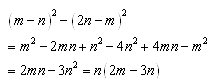 (m − n)² − (2n − m)²
= m² − 2mn + n² − 4n² + 4mn − m²
= 2mn − 3n² = n(2m − 3n)